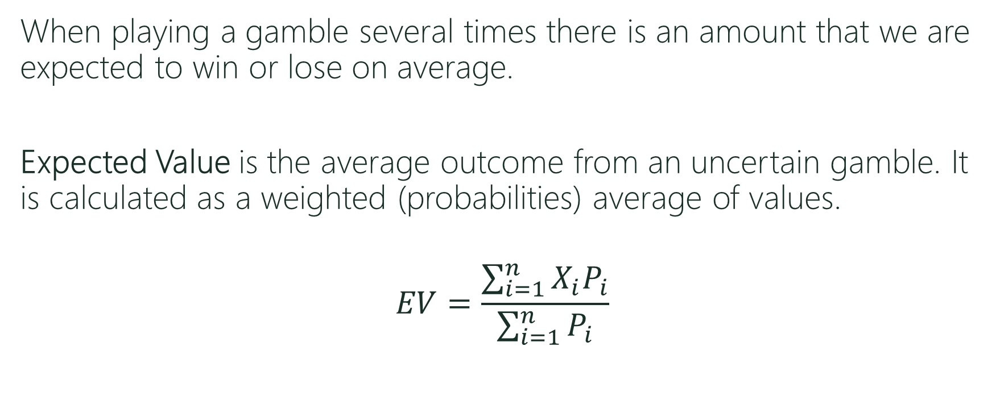 When playing a gamble several times there is an amount that we are
expected to win or lose on average.
Expected Value is the average outcome from an uncertain gamble. It
is calculated as a weighted (probabilities) average of values.
$EV = \frac{\sum_{i=1}^{n} X_i P_i}{\sum_{i=1}^{n} P_i}$